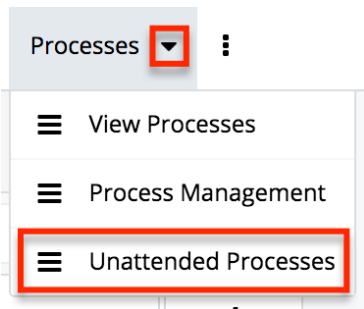 Processes
View Processes
Process Management
Unattended Processes